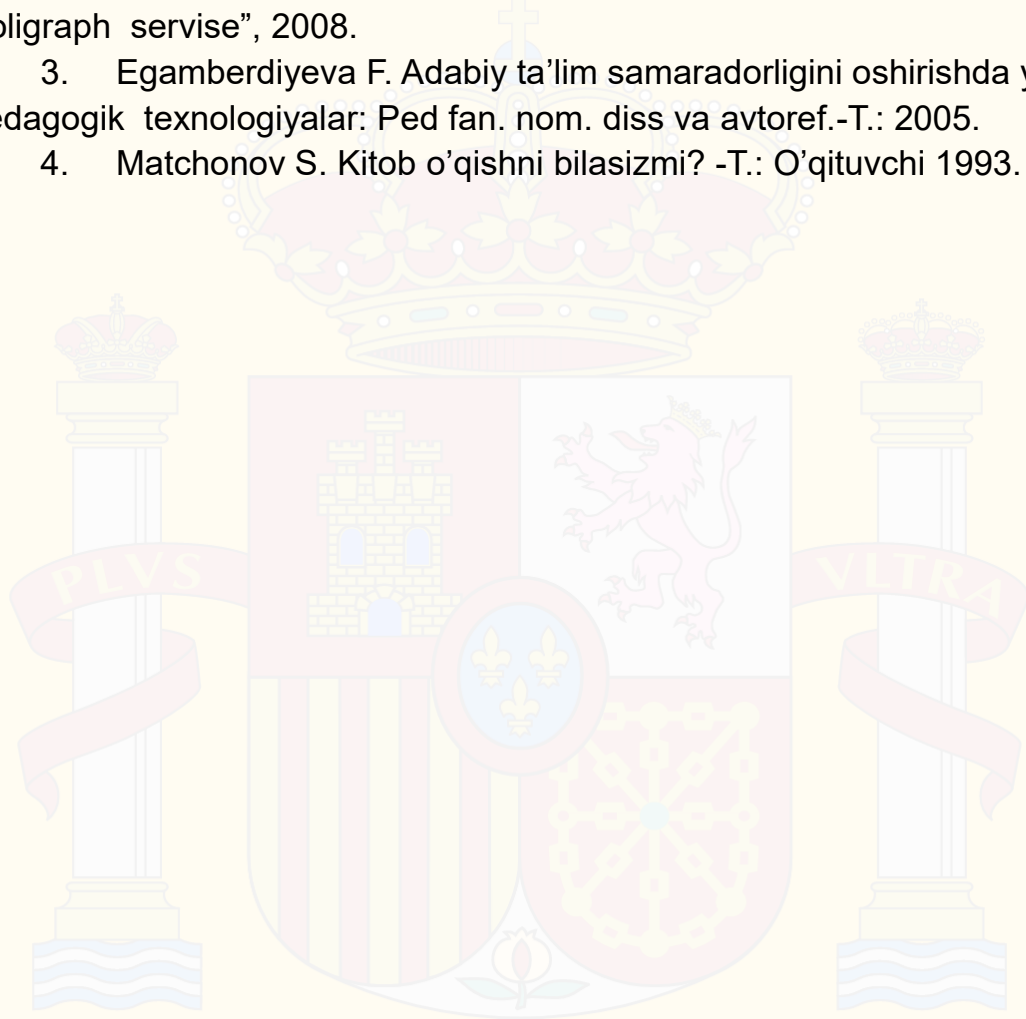 oligraph servise”, 2008.
3. Egamberdiyeva F. Adabiy ta’lim samaradorligini oshirishda y
edagogik texnologiyalar: Ped fan. nom. diss va avtoref.-T.: 2005.
4. Matchonov S. Kitob o’qishni bilasizmi? -T.: O’qituvchi 1993.
PLVS
VLTRA